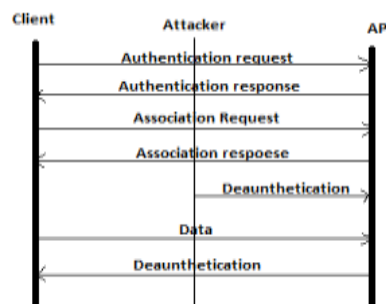 Client
Attacker
AP
Authentication request
Authentication response
Association Request
Association respoese
Deaunthetication
Data
Deaunthetication